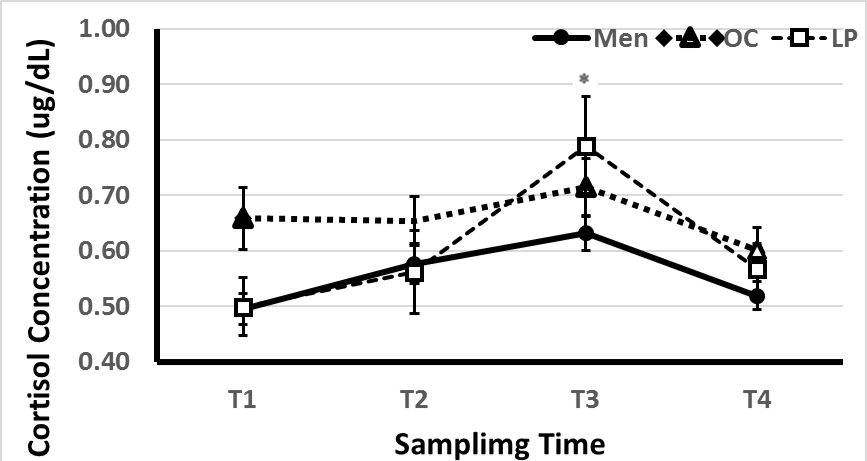 Cortisol Concentration (ug/dL)
1.00
0.90
0.80
0.70
0.60
0.50
0.40
Men OC LP
*
T1 T2 T3 T4
Samplimg Time